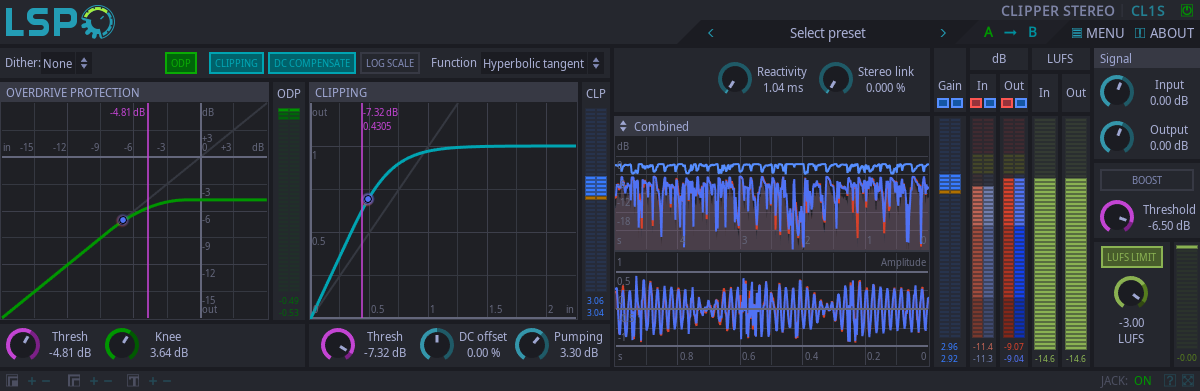 LSP
CLIPPER STEREO
CL1S
Select preset
A
B
MENU
ABOUT
Dither:
None
ODP
CLIPPING
DC COMPENSATE
LOG SCALE
Function
Hyperbolic tangent
Reactivity
1.04 ms
Stereo link
0.000 %
Gain
dB
In
Out
LUFS
In
Out
Signal
Input
0.00 dB
Output
0.00 dB
BOOST
Threshold
-6.50 dB
LUFS LIMIT
-3.00
LUFS
-0.00
OVERDRIVE PROTECTION
-4.81 dB
dB
+3
in
-15
-12
-9
-6
-3
0
+3
dB
-3
-6
-9
-12
-15
out
ODP
-0.49
-0.53
CLIPPING
out
-7.32 dB
0.4305
1
0.5
0
0.5
1
1.5
2
in
CLP
3.06
3.04
Combined
dB
-12
-18
s
3
2
1
0
1
Amplitude
0.5
0
-1
s
0.8
0.6
0.4
0.2
0
2.96
2.92
-11.4
-11.3
-9.07
-9.04
-14.6
-14.6
Thresh
-4.81 dB
Knee
3.64 dB
Thresh
-7.32 dB
DC offset
0.00 %
Pumping
3.30 dB
JACK: ON